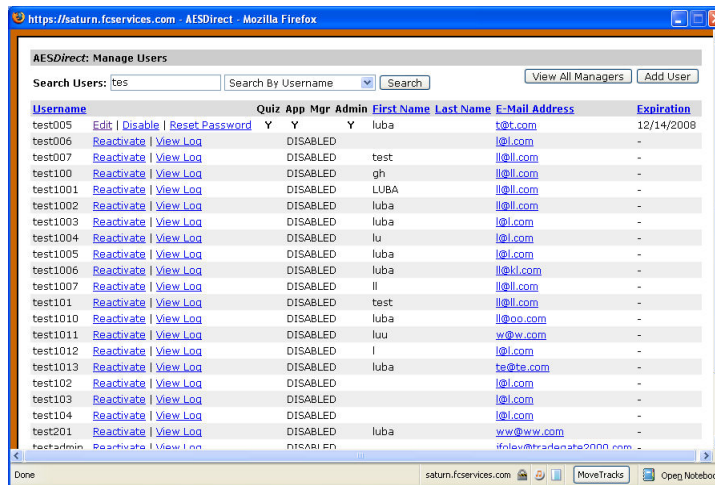 https://saturn.fcservices.com - AESDirect - Mozilla Firefox
AESDirect: Manage Users
Search Users: tes Search By Username Search View All Managers Add User
Username Quiz App Mgr Admin First Name Last Name E-Mail Address Expiration
test005 Edit | Disable | Reset Password Y Y Y luba t@t.com 12/14/2008
test006 Reactivate | View Log DISABLED l@l.com -
test007 Reactivate | View Log DISABLED test ll@ll.com -
test100 Reactivate | View Log DISABLED gh ll@ll.com -
test1001 Reactivate | View Log DISABLED LUBA ll@ll.com -
test1002 Reactivate | View Log DISABLED luba ll@ll.com -
test1003 Reactivate | View Log DISABLED luba l@l.com -
test1004 Reactivate | View Log DISABLED lu l@l.com -
test1005 Reactivate | View Log DISABLED luba l@l.com -
test1006 Reactivate | View Log DISABLED luba ll@kl.com -
test1007 Reactivate | View Log DISABLED ll ll@ll.com -
test101 Reactivate | View Log DISABLED test ll@ll.com -
test1010 Reactivate | View Log DISABLED luba ll@oo.com -
test1011 Reactivate | View Log DISABLED luu w@w.com -
test1012 Reactivate | View Log DISABLED l l@l.com -
test1013 Reactivate | View Log DISABLED luba te@te.com -
test102 Reactivate | View Log DISABLED l@l.com -
test103 Reactivate | View Log DISABLED l@l.com -
test104 Reactivate | View Log DISABLED l@l.com -
test201 Reactivate | View Log DISABLED luba ww@ww.com -
testadmin Reactivate | View Log DISABLED jfoley@tradegate2000.com -
Done saturn.fcservices.com MoveTracks Open Noteboo